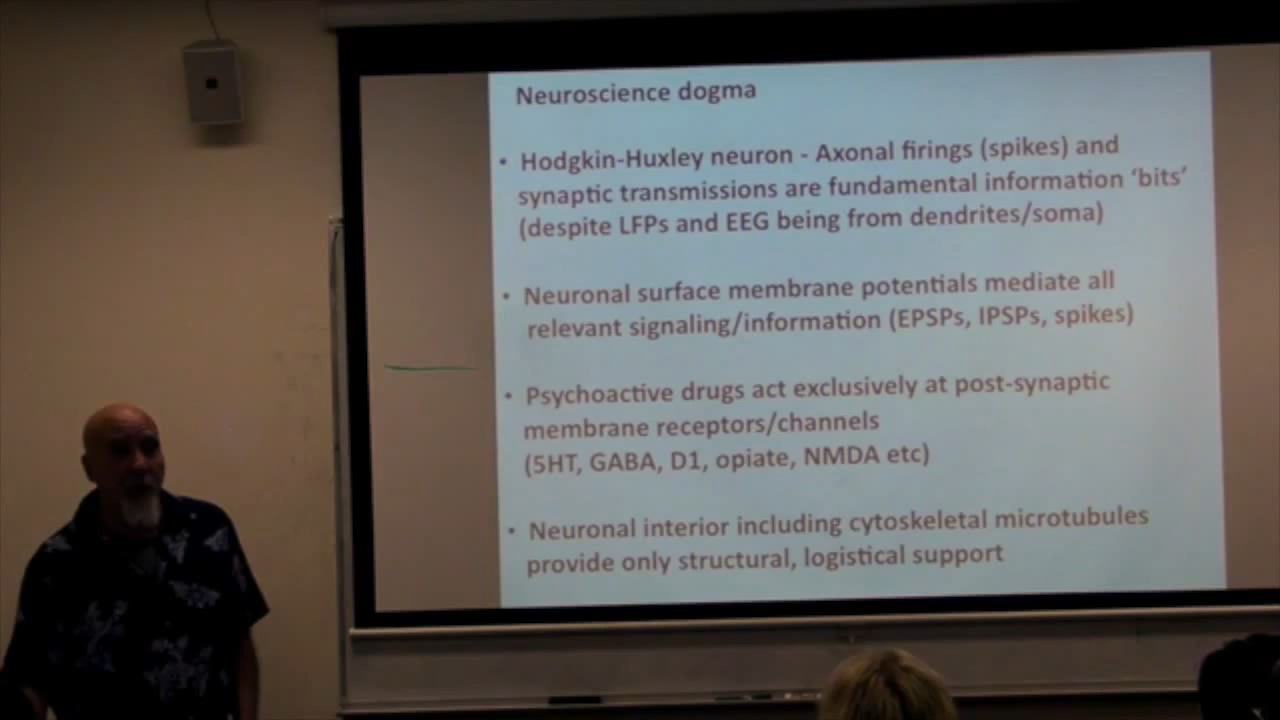 Neuroscience dogma
• Hodgkin-Huxley neuron - Axonal firings (spikes) and
synaptic transmissions are fundamental information ‘bits’
(despite LFPs and EEG being from dendrites/soma)
• Neuronal surface membrane potentials mediate all
relevant signaling/information (EPSPs, IPSPs, spikes)
• Psychoactive drugs act exclusively at post-synaptic
membrane receptors/channels
(5HT, GABA, D1, opiate, NMDA etc)
• Neuronal interior including cytoskeletal microtubules
provide only structural, logistical support